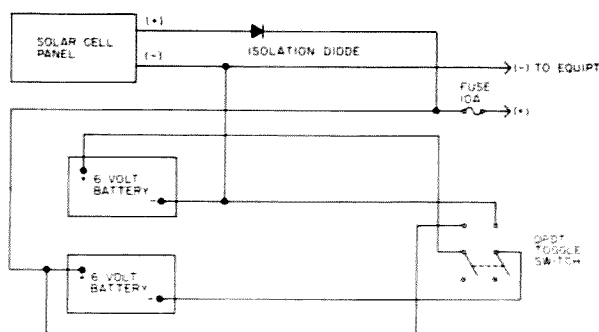 SOLAR CELL
PANEL
(+)
(-)
ISOLATION DIODE
(-) TO EQUIPT
FUSE
10A
(+)
6 VOLT
BATTERY
+
-
DPDT
TOGGLE
SWITCH
6 VOLT
BATTERY
+
-